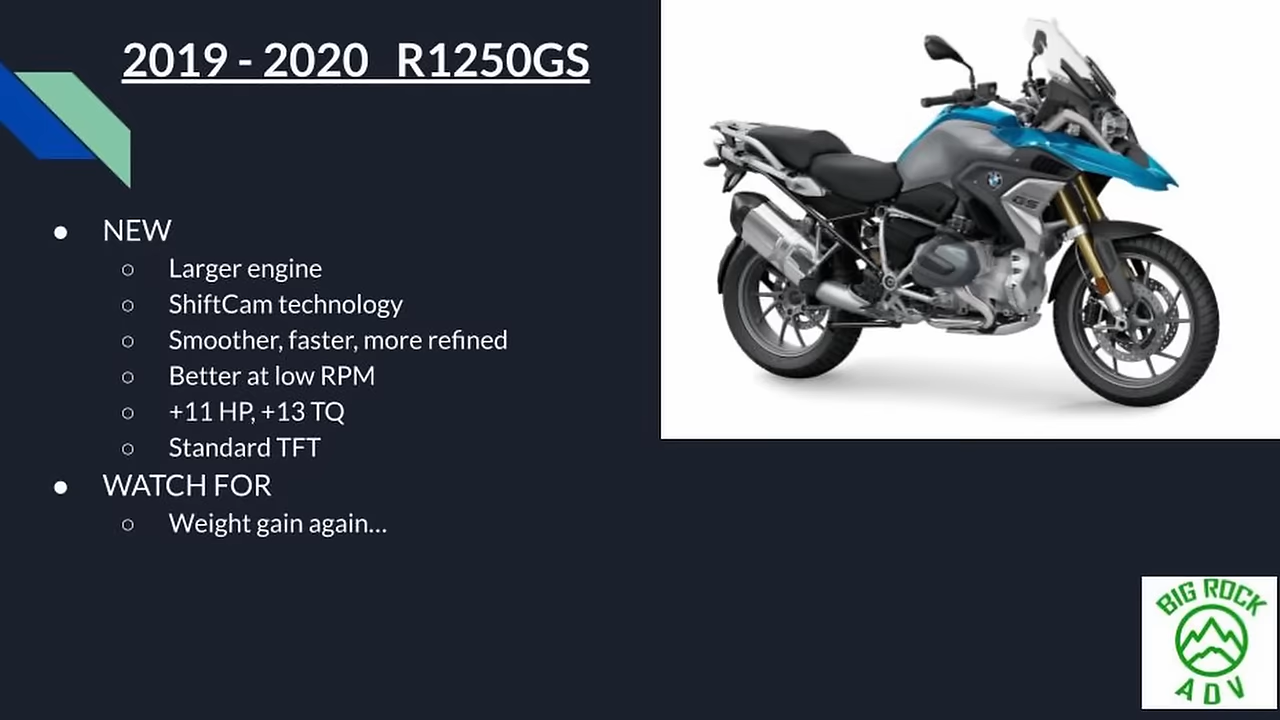 2019 - 2020 R1250GS
NEW
Larger engine
ShiftCam technology
Smoother, faster, more refined
Better at low RPM
+11 HP, +13 TQ
Standard TFT
WATCH FOR
Weight gain again...
GS
BIG ROCK
ADV